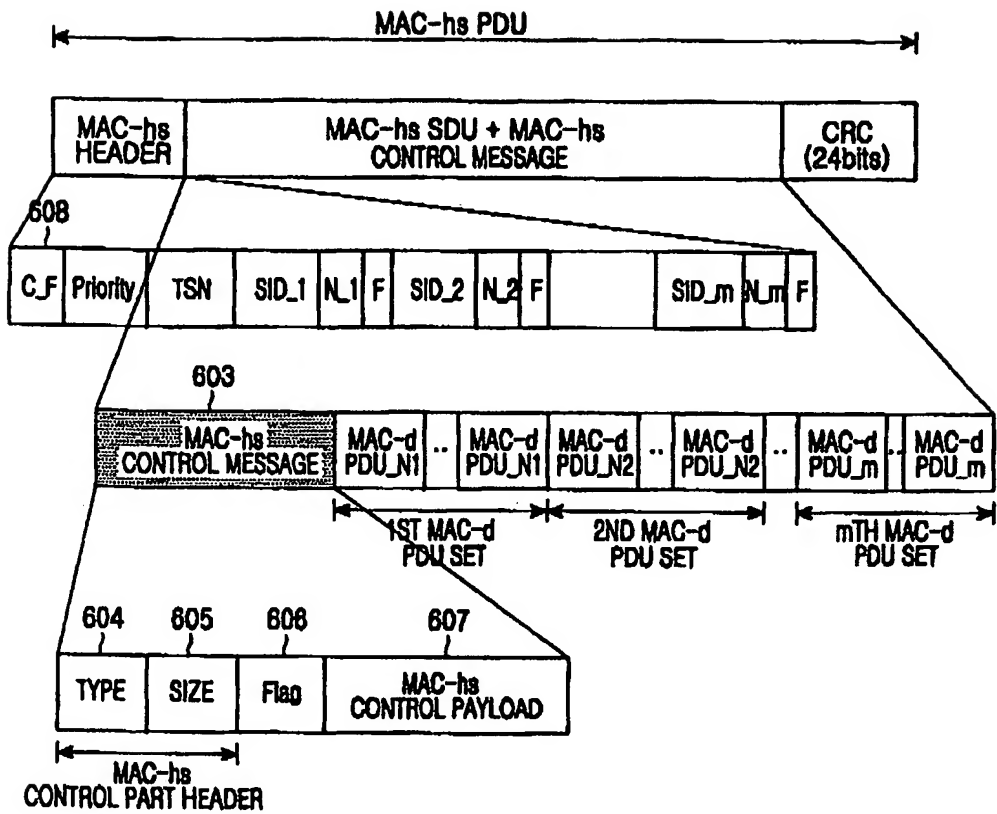 MAC-hs PDU
MAC-hs
HEADER
MAC-hs SDU + MAC-hs
CONTROL MESSAGE
CRC
(24bits)
608
C_F
Priority
TSN
SID_1
N_1
F
SID_2
N_2
F
SID_m
N_m
F
603
MAC-hs
CONTROL MESSAGE
MAC-d
PDU_N1
..
MAC-d
PDU_N1
MAC-d
PDU_N2
..
MAC-d
PDU_N2
..
MAC-d
PDU_m
..
MAC-d
PDU_m
1ST MAC-d
PDU SET
2ND MAC-d
PDU SET
mTH MAC-d
PDU SET
604
605
606
607
TYPE
SIZE
Flag
MAC-hs
CONTROL PAYLOAD
MAC-hs
CONTROL PART HEADER